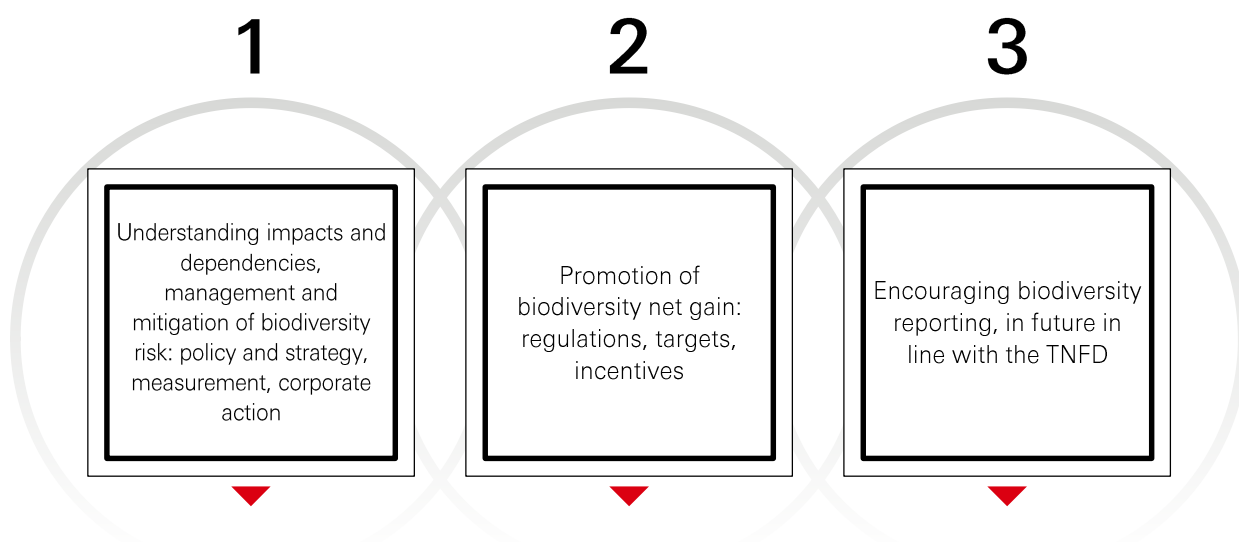 1
2
3
Understanding impacts and
dependencies,
management and
mitigation of biodiversity
risk: policy and strategy,
measurement, corporate
action
Promotion of
biodiversity net gain:
regulations, targets,
incentives
Encouraging biodiversity
reporting, in future in
line with the TNFD